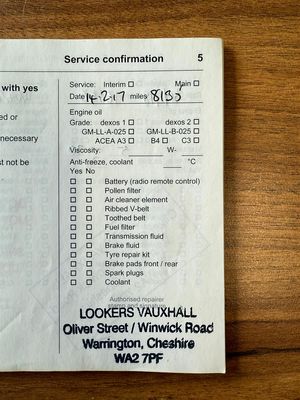 Service confirmation 5
with yes
ed or
necessary
st not be
Service: Interim □ Main □
Date 14-2-17 miles 8135
Engine oil
Grade: dexos 1 □ dexos 2 □
GM-LL-A-025 □ GM-LL-B-025 □
ACEA A3 □ B4 □ C3 □
Viscosity: W-
Anti-freeze, coolant °C
Yes No
□ □ Battery (radio remote control)
□ □ Pollen filter
□ □ Air cleaner element
□ □ Ribbed V-belt
□ □ Toothed belt
□ □ Fuel filter
□ □ Transmission fluid
□ □ Brake fluid
□ □ Tyre repair kit
□ □ Brake pads front / rear
□ □ Spark plugs
□ □ Coolant
Authorised repairer
stamp and signature
LOOKERS VAUXHALL
Oliver Street / Winwick Road
Warrington, Cheshire
WA2 7PF